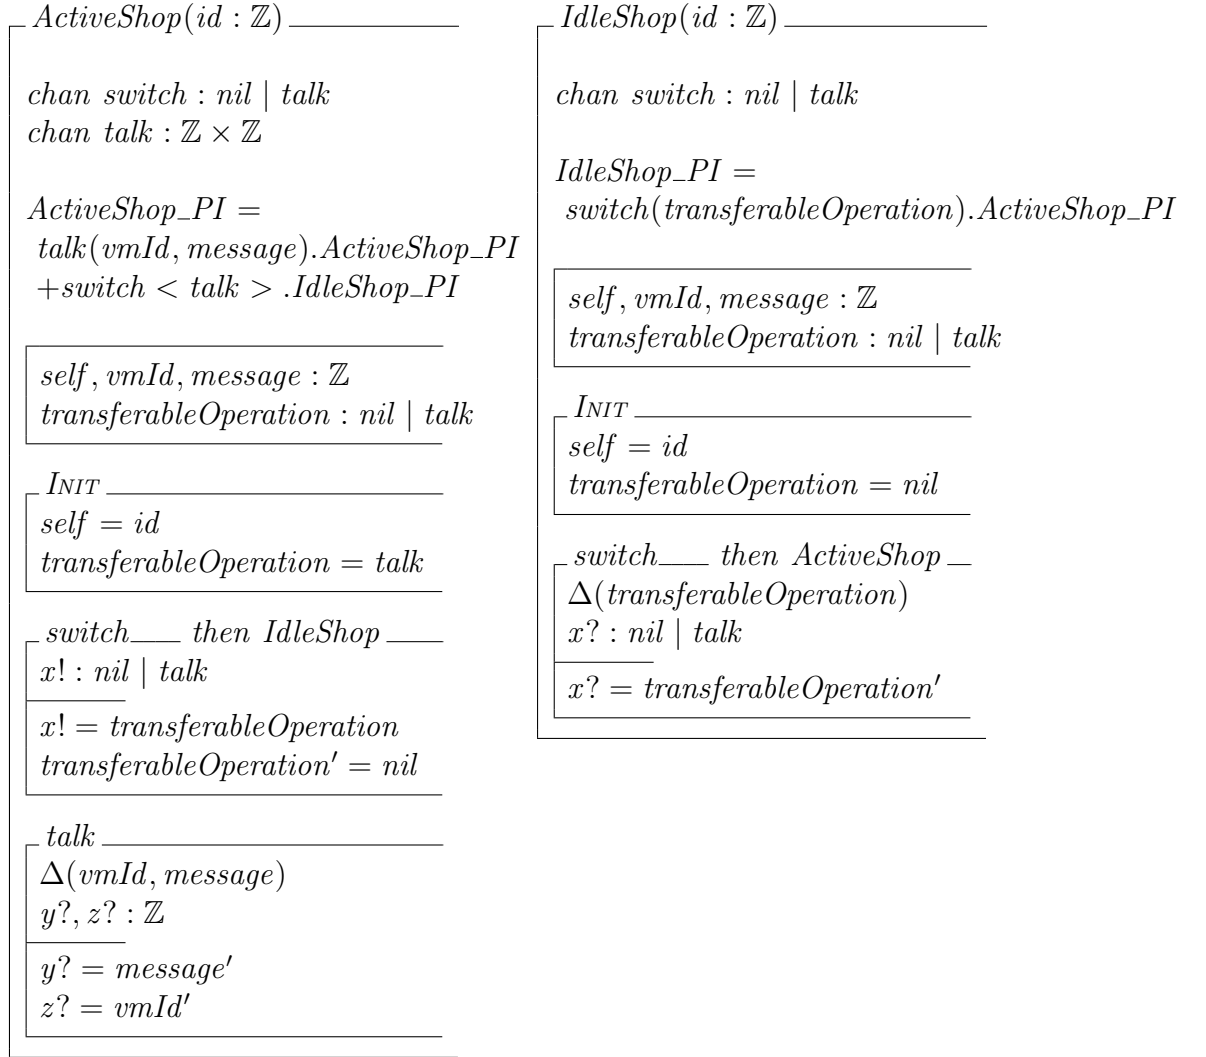 ActiveShop(id : ℤ)
chan switch : nil | talk
chan talk : ℤ × ℤ
ActiveShop_PI =
talk(vmId, message).ActiveShop_PI
+switch < talk > .IdleShop_PI
self, vmId, message : ℤ
transferableOperation : nil | talk
INIT
self = id
transferableOperation = talk
switch___ then IdleShop
x! : nil | talk
x! = transferableOperation
transferableOperation′ = nil
talk
Δ(vmId, message)
y?, z? : ℤ
y? = message′
z? = vmId′
IdleShop(id : ℤ)
chan switch : nil | talk
IdleShop_PI =
switch(transferableOperation).ActiveShop_PI
self, vmId, message : ℤ
transferableOperation : nil | talk
INIT
self = id
transferableOperation = nil
switch___ then ActiveShop
Δ(transferableOperation)
x? : nil | talk
x? = transferableOperation′